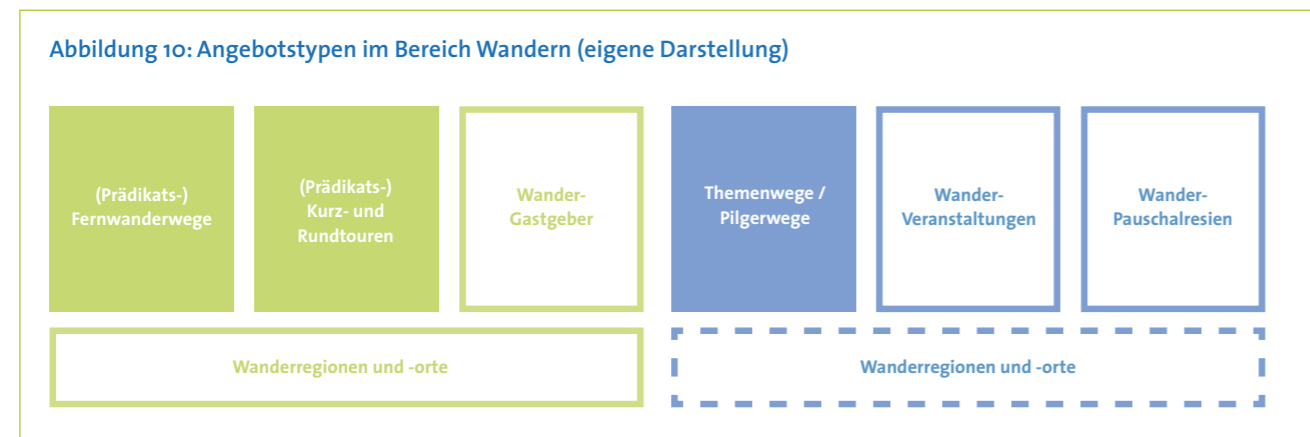 Abbildung 10: Angebotstypen im Bereich Wandern (eigene Darstellung)
(Prädikats-)
Fernwanderwege
(Prädikats-)
Kurz- und
Rundtouren
Wander-
Gastgeber
Themenwege /
Pilgerwege
Wander-
Veranstaltungen
Wander-
Pauschalresien
Wanderregionen und -orte
Wanderregionen und -orte